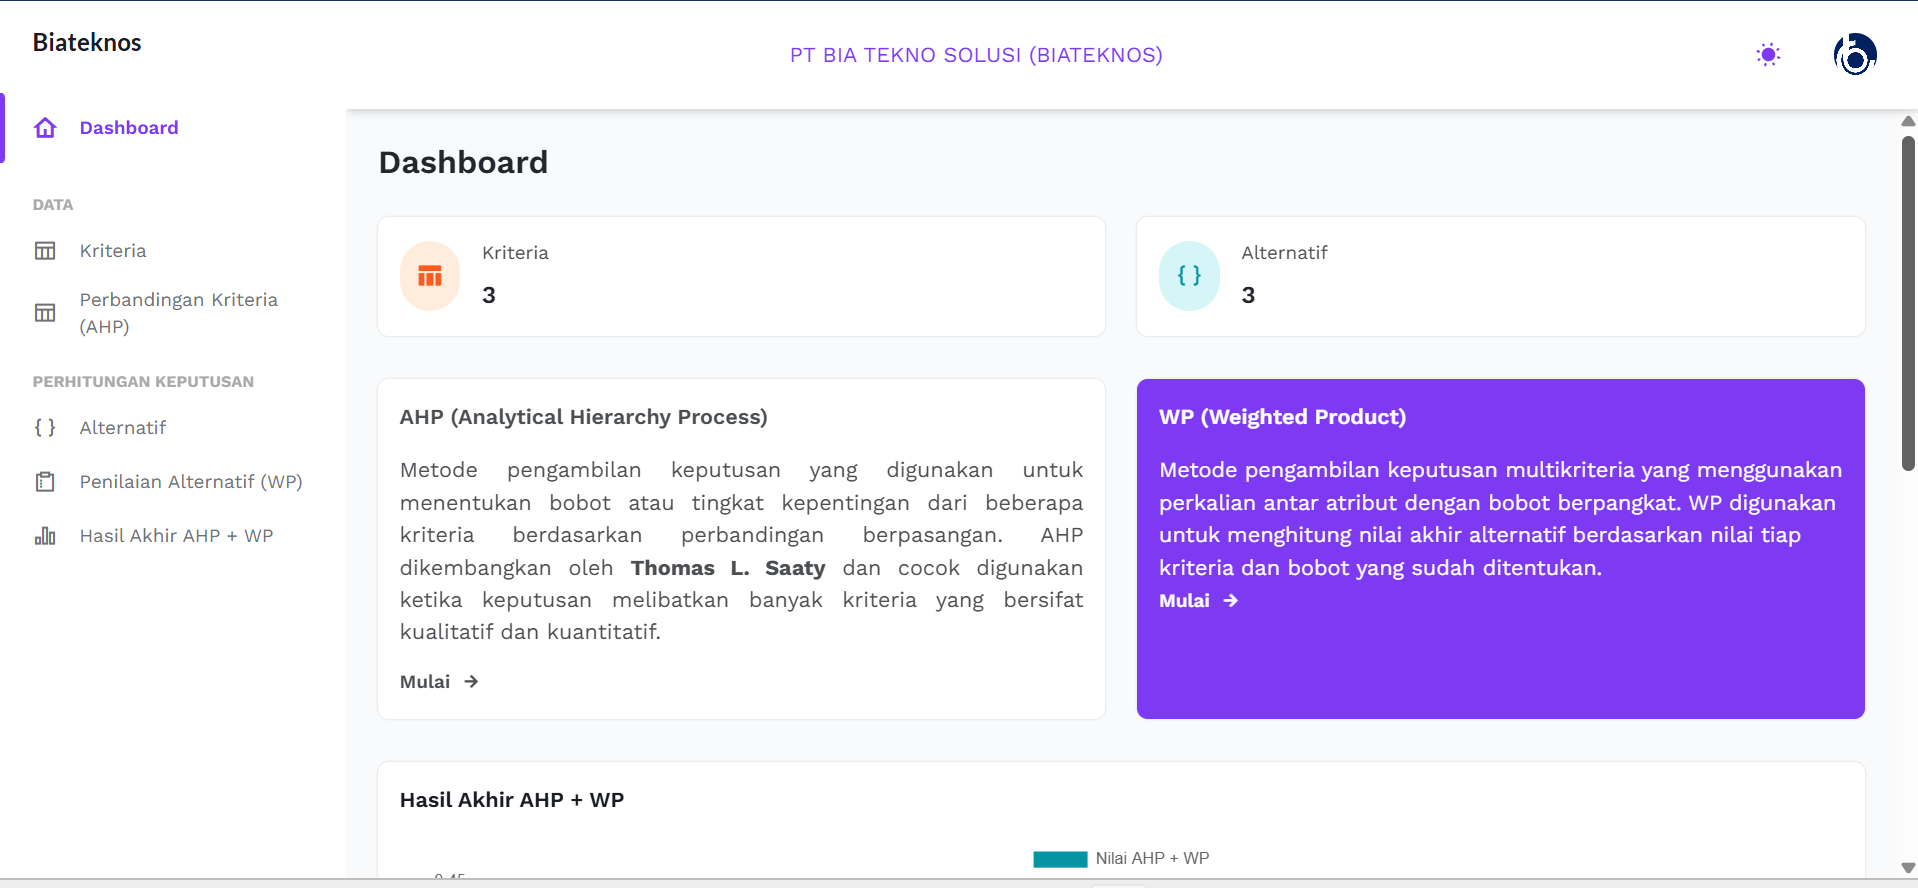 Biateknos
PT BIA TEKNO SOLUSI (BIATEKNOS)
Dashboard
DATA
Kriteria
Perbandingan Kriteria
(AHP)
PERHITUNGAN KEPUTUSAN
{ } Alternatif
Penilaian Alternatif (WP)
Hasil Akhir AHP + WP
Dashboard
Kriteria
3
{ }
Alternatif
3
AHP (Analytical Hierarchy Process)
Metode pengambilan keputusan yang digunakan untuk
menentukan bobot atau tingkat kepentingan dari beberapa
kriteria berdasarkan perbandingan berpasangan. AHP
dikembangkan oleh Thomas L. Saaty dan cocok digunakan
ketika keputusan melibatkan banyak kriteria yang bersifat
kualitatif dan kuantitatif.
Mulai →
WP (Weighted Product)
Metode pengambilan keputusan multikriteria yang menggunakan
perkalian antar atribut dengan bobot berpangkat. WP digunakan
untuk menghitung nilai akhir alternatif berdasarkan nilai tiap
kriteria dan bobot yang sudah ditentukan.
Mulai →
Hasil Akhir AHP + WP
Nilai AHP + WP